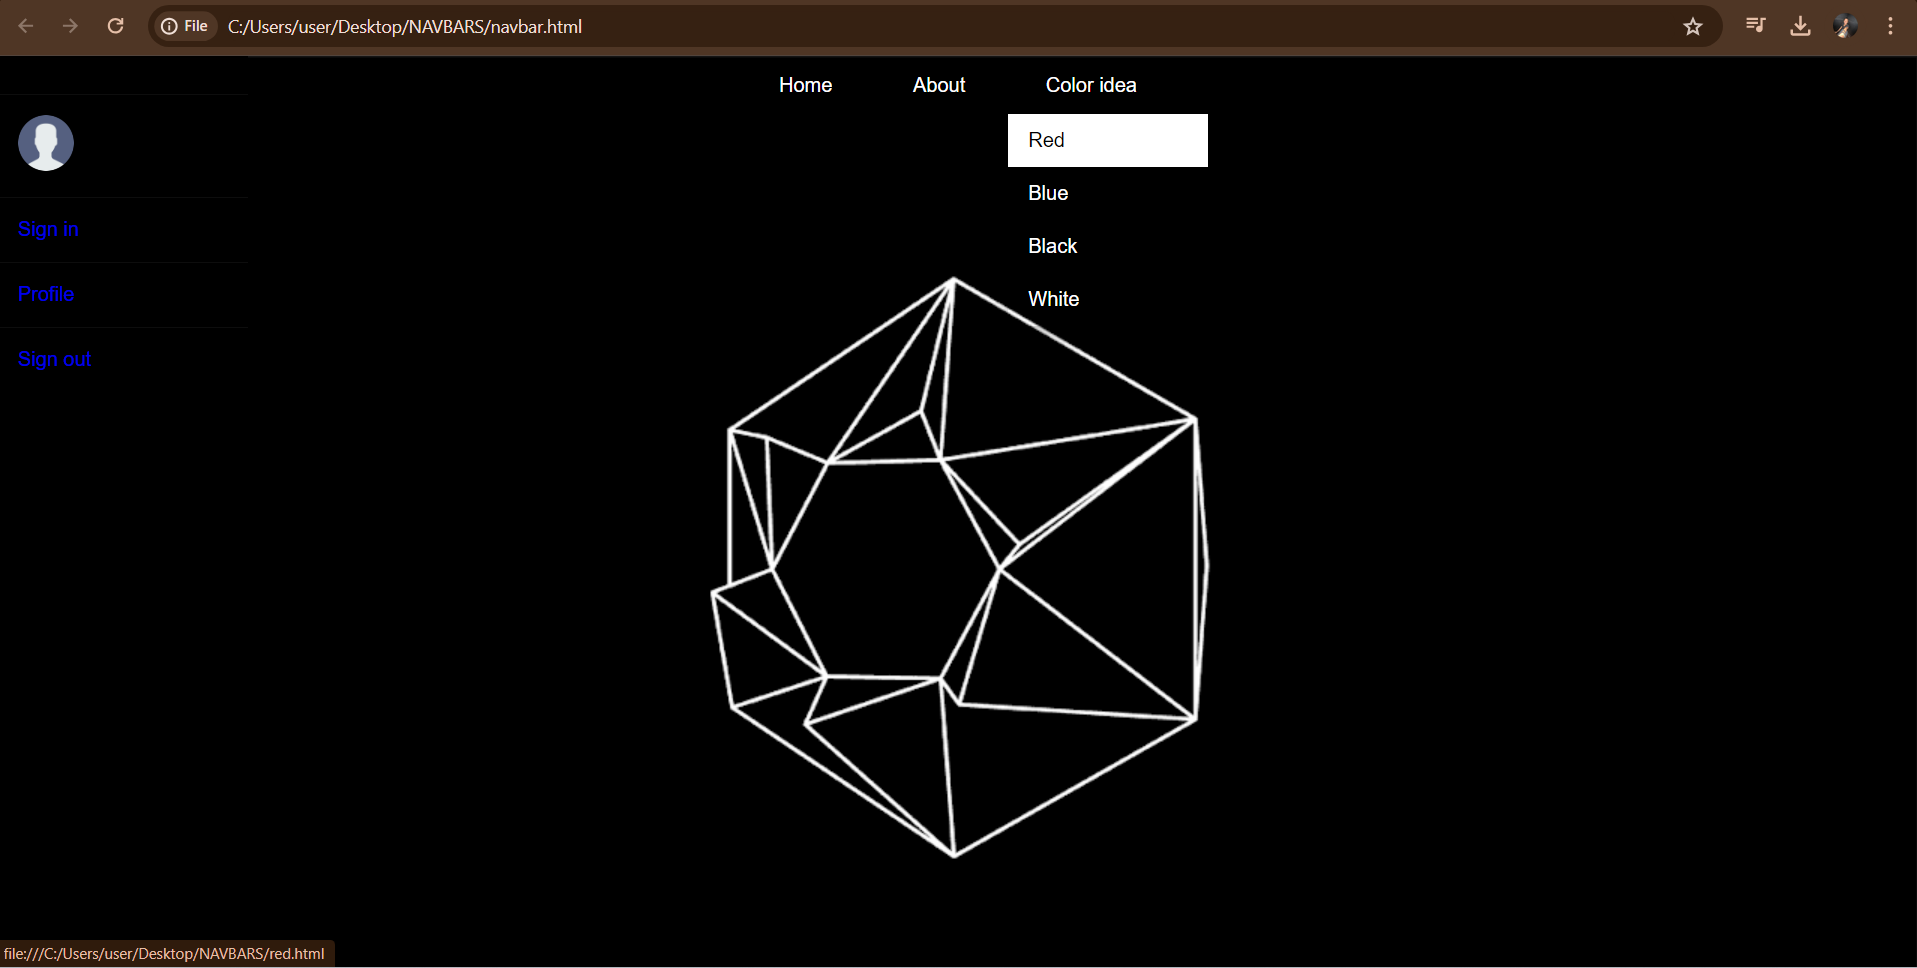 File C:/Users/user/Desktop/NAVBARS/navbar.html
Home About Color idea
Red
Blue
Black
White
Sign in
Profile
Sign out
file:///C:/Users/user/Desktop/NAVBARS/red.html